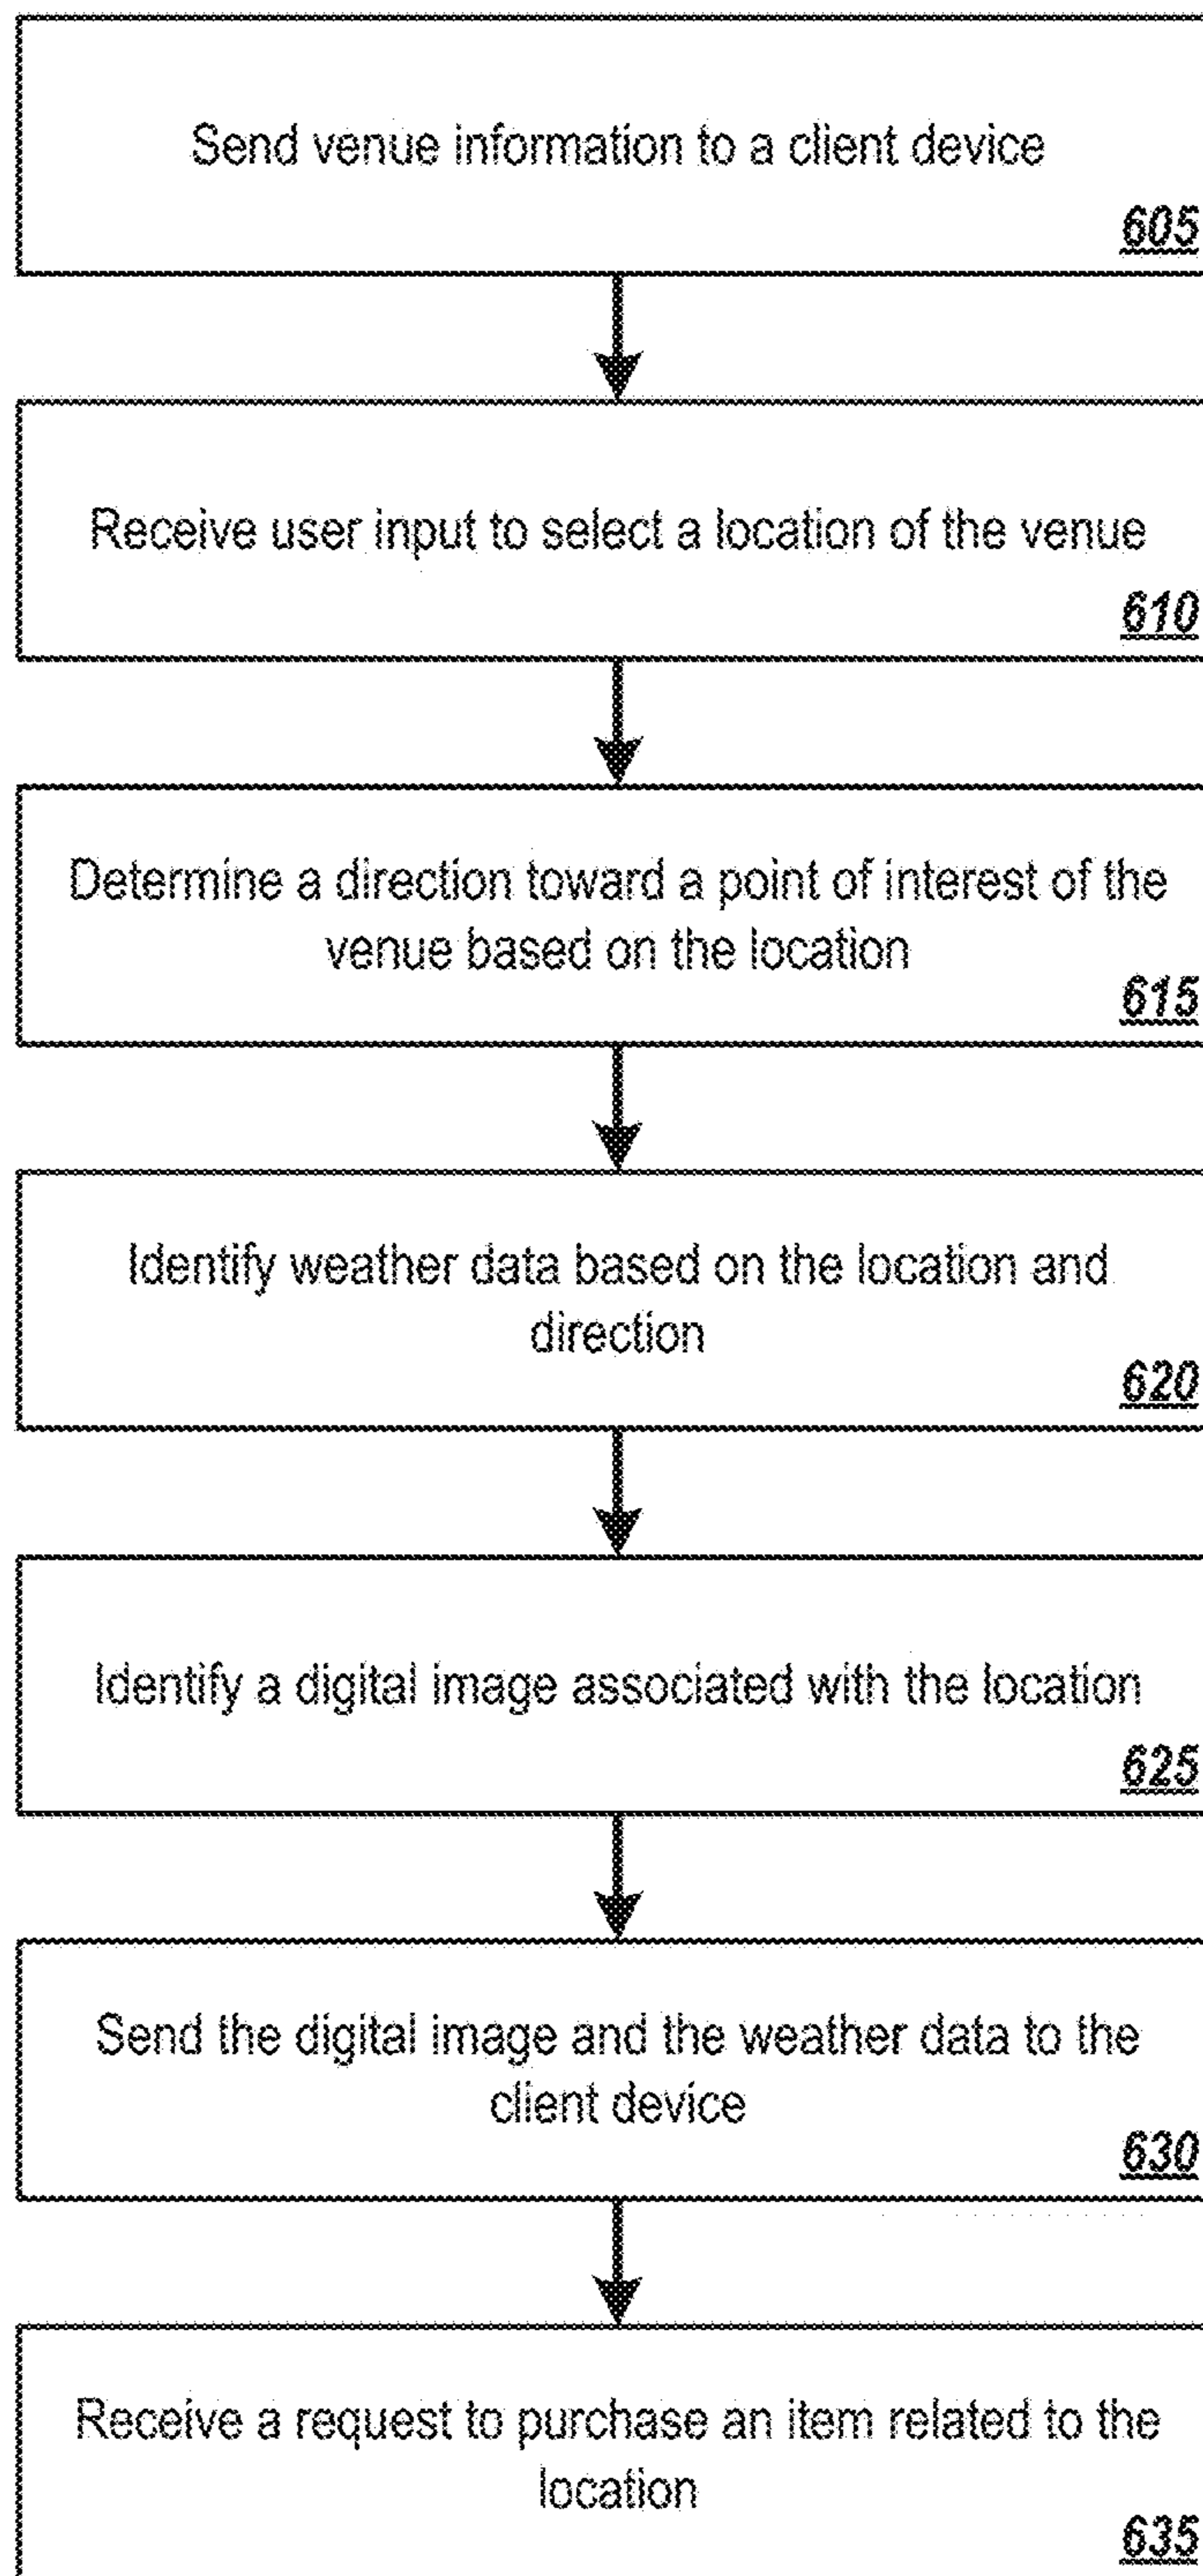 Send venue information to a client device
605
Receive user input to select a location of the venue
610
Determine a direction toward a point of interest of the
venue based on the location
615
Identify weather data based on the location and
direction
620
Identify a digital image associated with the location
625
Send the digital image and the weather data to the
client device
630
Receive a request to purchase an item related to the
location
635